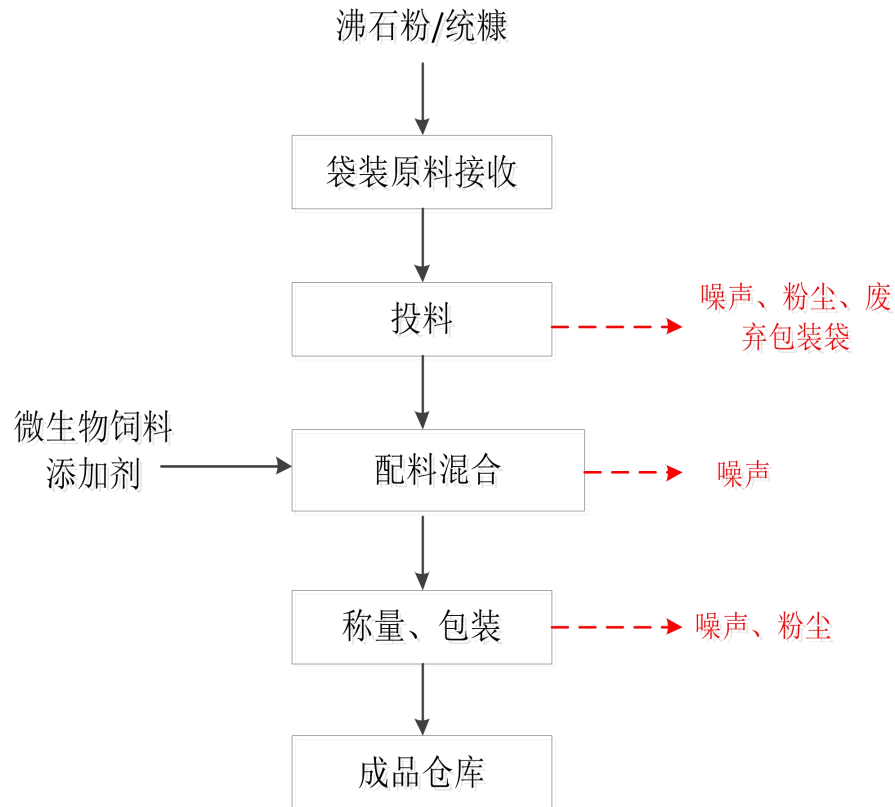 沸石粉/统糠
袋装原料接收
投料
噪声、粉尘、废
弃包装袋
微生物饲料
添加剂
配料混合
噪声
称量、包装
噪声、粉尘
成品仓库